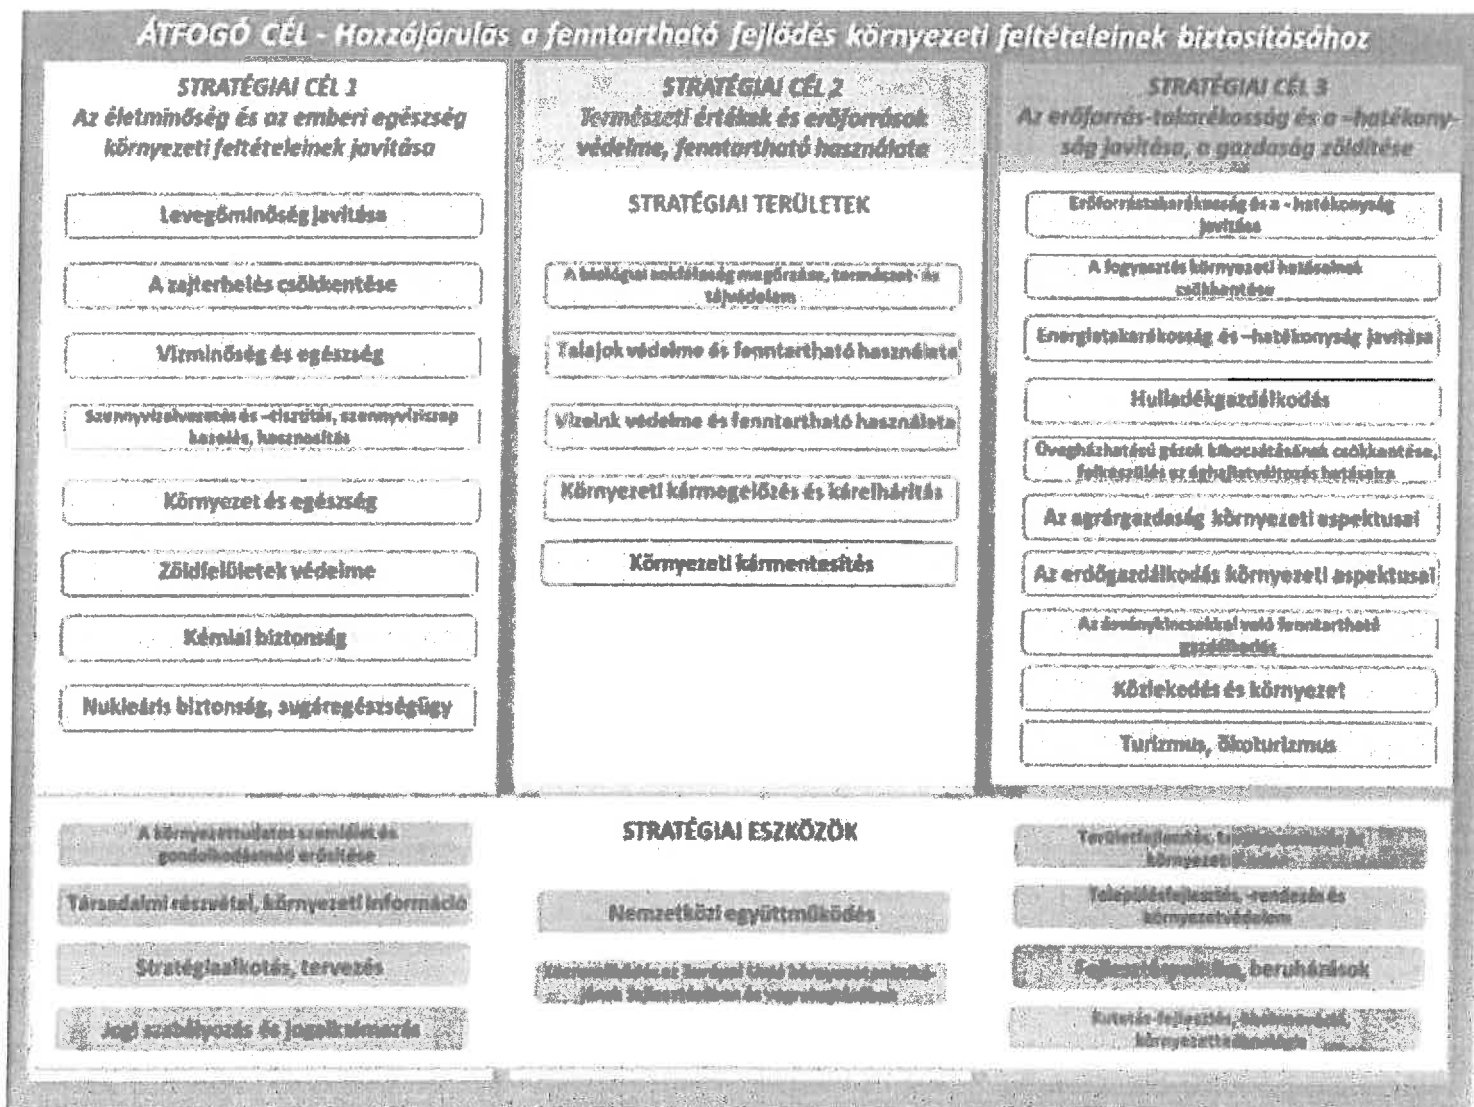 ÁTFOGÓ CÉL - Hozzájárulás a fenntartható fejlődés környezeti feltételeinek biztosításához
STRATÉGIAI CÉL 1
Az életminőség és az emberi egészség
környezeti feltételeinek javítása
Levegőminőség javítása
A zajterhelés csökkentése
Vízminőség és egészség
Szennyvízelvezetés és –tisztítás, szennyvíziszap
kezelés, hasznosítás
Környezet és egészség
Zöldfelületek védelme
Kémiai biztonság
Nukleáris biztonság, sugáregészségügy
STRATÉGIAI CÉL 2
Természeti értékek és erőforrások
védelme, fenntartható használata
STRATÉGIAI TERÜLETEK
A biológiai sokféleség megőrzése, természet- és
tájvédelem
Talajok védelme és fenntartható használata
Vizeink védelme és fenntartható használata
Környezeti kármegelőzés és kárelhárítás
Környezeti kármentesítés
STRATÉGIAI CÉL 3
Az erőforrás-takarékosság és a –hatékony-
ság javítása, a gazdaság zöldítése
Erőforrástakarékosság és a - hatékonyság
javítása
A fogyasztás környezeti hatásainak
csökkentése
Energiatakarékosság és –hatékonyság javítása
Hulladékgazdálkodás
Üvegházhatású gázok kibocsátásának csökkentése,
felkészülés az éghajlatváltozás hatásaira
Az agrárgazdaság környezeti aspektusai
Az erdőgazdálkodás környezeti aspektusai
Az ásványkincsekkel való fenntartható
gazdálkodás
Közlekedés és környezet
Turizmus, ökoturizmus
A környezettudatos szemlélet és
gondolkodásmód erősítése
Társadalmi részvétel, környezeti információ
Stratégiaalkotás, tervezés
Jogi szabályozás és jogalkalmazás
STRATÉGIAI ESZKÖZÖK
Nemzetközi együttműködés
Területfejlesztés,
Településfejlesztés, -rendezés és
környezetvédelem
beruházások
Kutatás-fejlesztés,